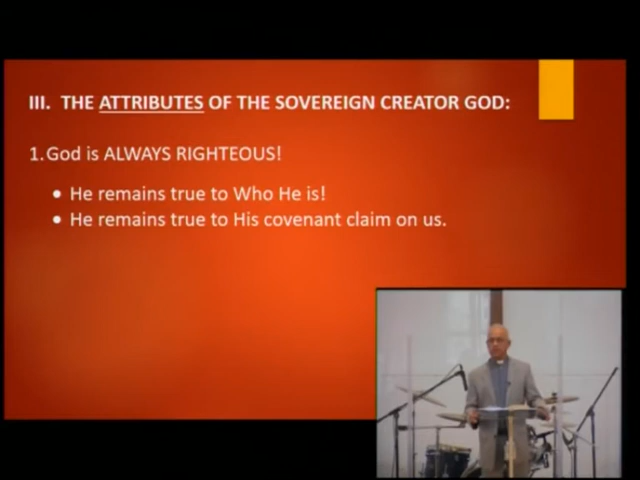 III. THE ATTRIBUTES OF THE SOVEREIGN CREATOR GOD:
1. God is ALWAYS RIGHTEOUS!
• He remains true to Who He is!
• He remains true to His covenant claim on us.